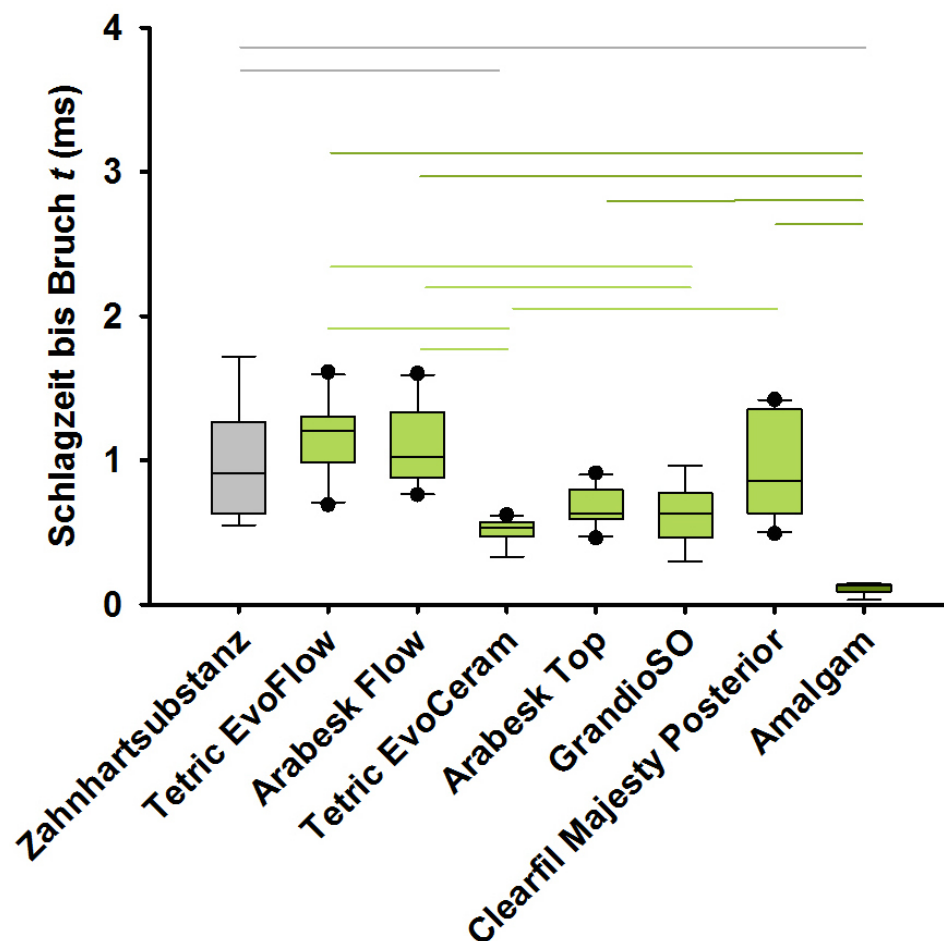 Schlagzeit bis Bruch t (ms)
4
3
2
1
0
Zahnhartsubstanz
Tetric EvoFlow
Arabesk Flow
Tetric EvoCeram
Arabesk Top
GrandioSO
Clearfil Majesty Posterior
Amalgam